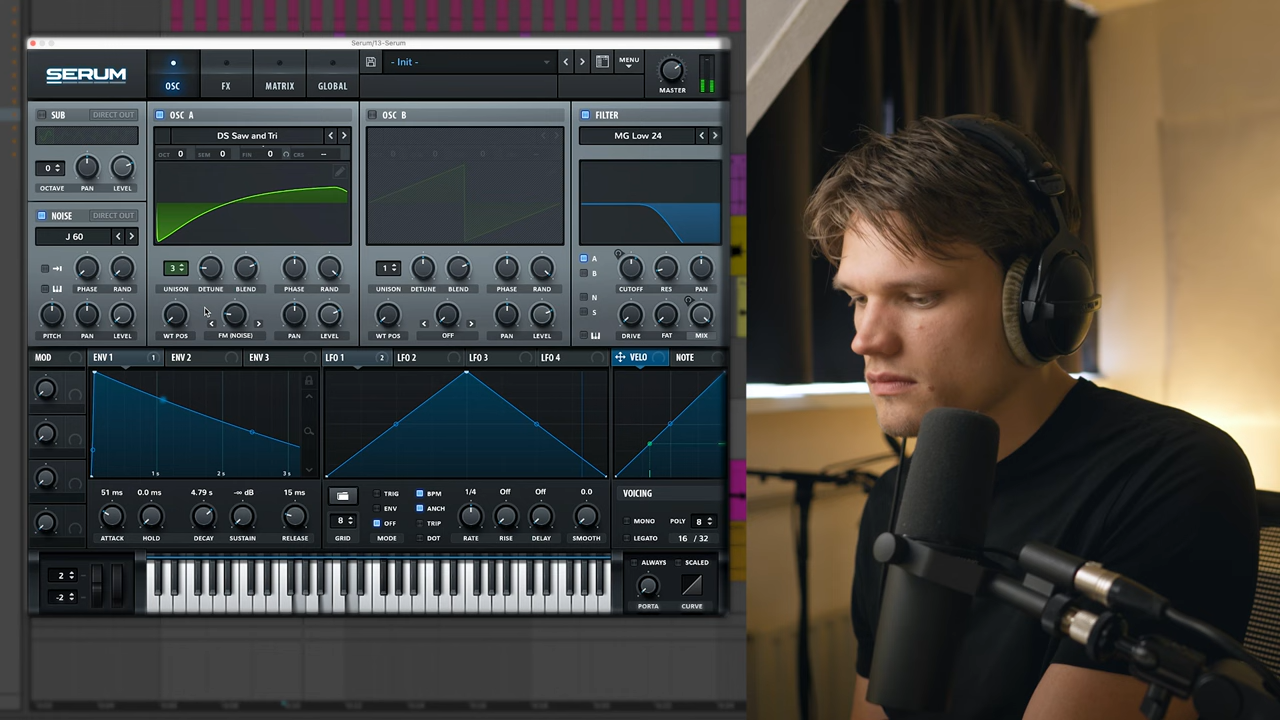 Serum/13-Serum
SERUM
OSC
FX
MATRIX
GLOBAL
- Init -
MENU
MASTER
SUB
DIRECT OUT
0
OCTAVE
PAN
LEVEL
NOISE
DIRECT OUT
J 60
PHASE
RAND
PITCH
PAN
LEVEL
OSC A
DS Saw and Tri
OCT 0 SEM 0 FIN 0 CRS --
3
UNISON
DETUNE
BLEND
PHASE
RAND
WT POS
FM (NOISE)
PAN
LEVEL
OSC B
1
UNISON
DETUNE
BLEND
PHASE
RAND
WT POS
OFF
PAN
LEVEL
FILTER
MG Low 24
A
B
N
S
CUTOFF
RES
PAN
DRIVE
FAT
MIX
MOD
ENV 1
1
ENV 2
ENV 3
LFO 1
2
LFO 2
LFO 3
LFO 4
VELO
NOTE
1 s
2 s
3 s
51 ms
0.0 ms
4.79 s
-∞ dB
15 ms
ATTACK
HOLD
DECAY
SUSTAIN
RELEASE
8
GRID
TRIG
ENV
OFF
MODE
BPM
ANCH
TRIP
DOT
1/4
Off
Off
0.0
RATE
RISE
DELAY
SMOOTH
VOICING
MONO
POLY
8
LEGATO
16 / 32
2
-2
ALWAYS
SCALED
PORTA
CURVE